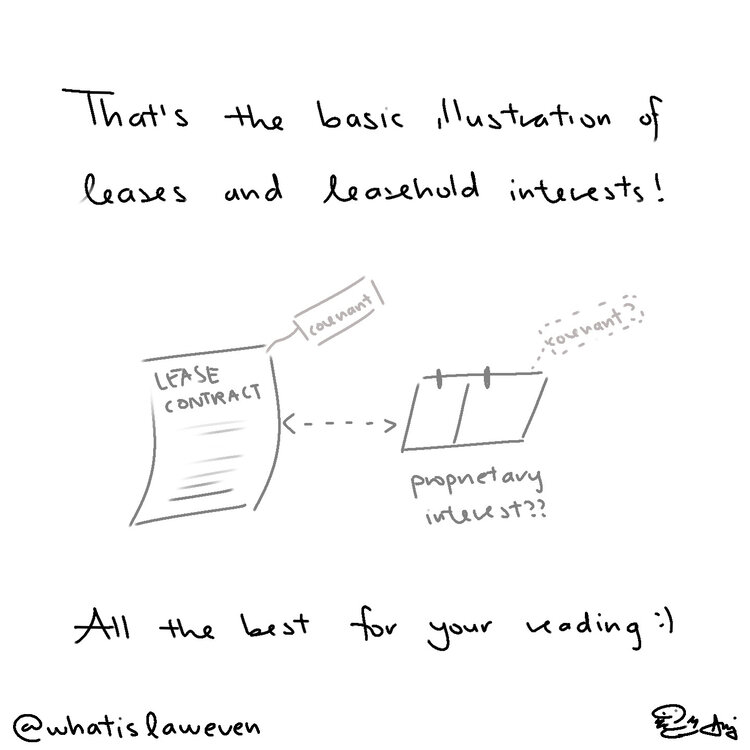 That's the basic illustration of
leases and leasehold interests!
covenant
covenant?
LEASE
CONTRACT
proprietary
interest??
All the best for your reading :)
@whatislaweven